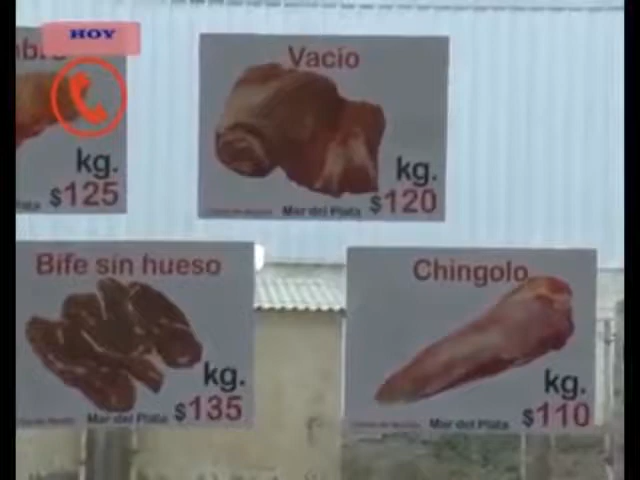 HOY
Vacio
kg.
$125
kg.
Mar del Plata $120
Bife sin hueso
kg.
Mar del Plata $135
Chingolo
kg.
Mar del Plata $110